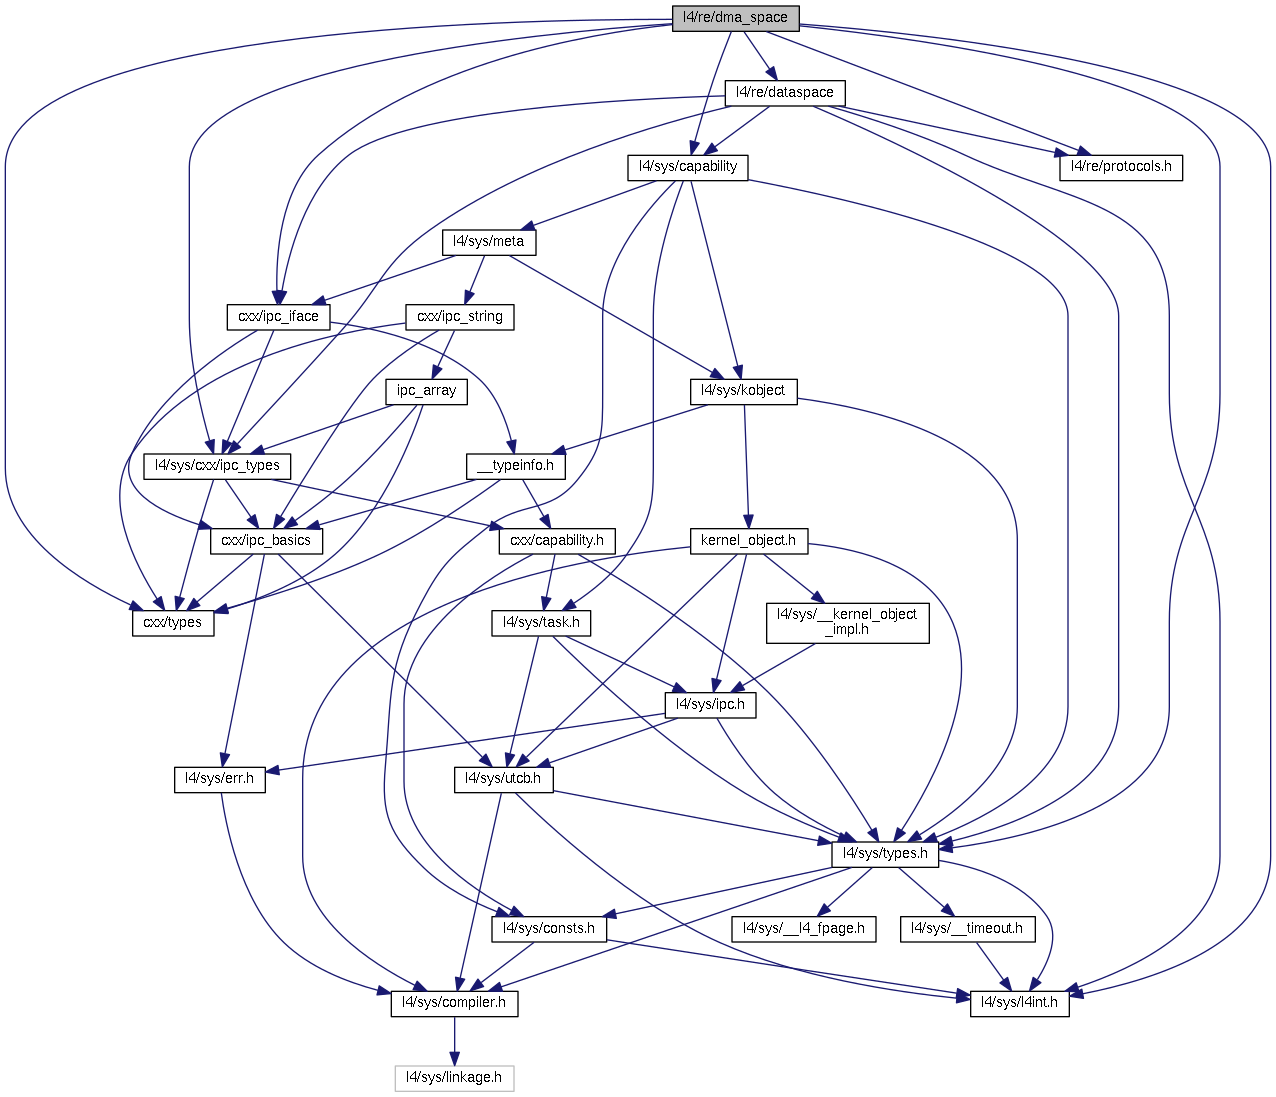 l4/re/dma_space
l4/re/dataspace
l4/sys/capability
l4/re/protocols.h
l4/sys/meta
cxx/ipc_iface
cxx/ipc_string
ipc_array
l4/sys/kobject
l4/sys/cxx/ipc_types
__typeinfo.h
cxx/ipc_basics
cxx/capability.h
kernel_object.h
cxx/types
l4/sys/task.h
l4/sys/__kernel_object
_impl.h
l4/sys/ipc.h
l4/sys/err.h
l4/sys/utcb.h
l4/sys/types.h
l4/sys/consts.h
l4/sys/__l4_fpage.h
l4/sys/__timeout.h
l4/sys/compiler.h
l4/sys/l4int.h
l4/sys/linkage.h